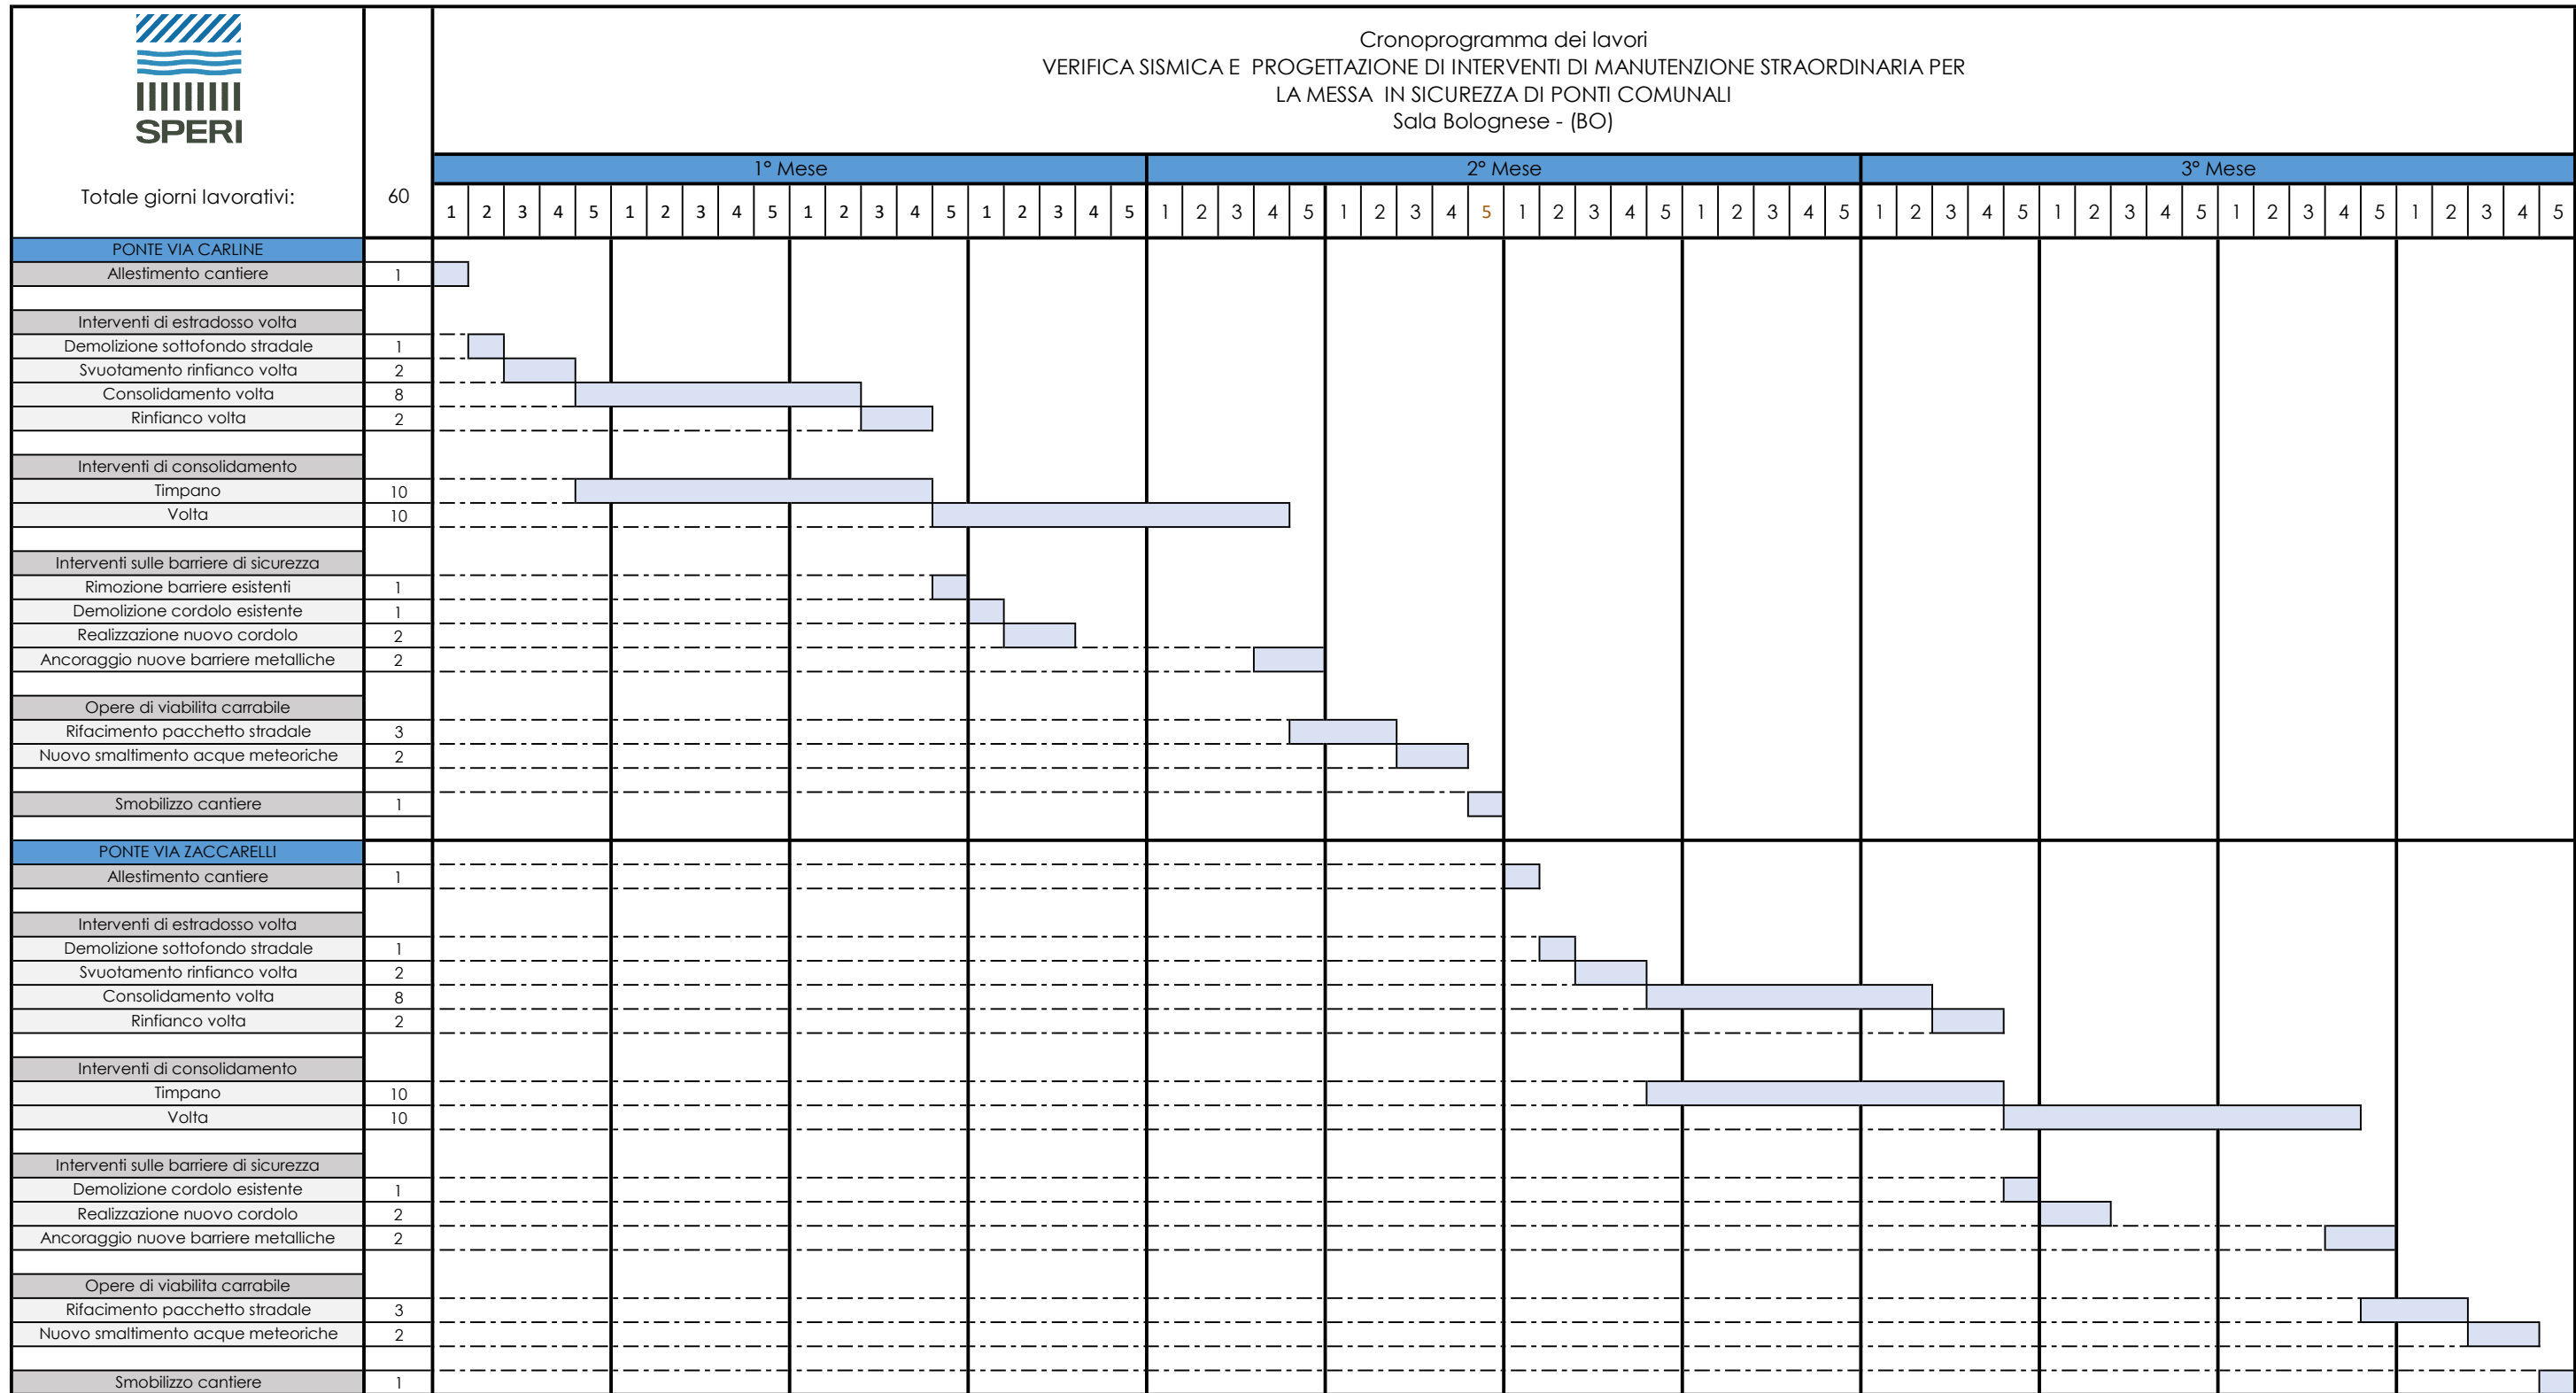 SPERI
Cronoprogramma dei lavori
VERIFICA SISMICA E PROGETTAZIONE DI INTERVENTI DI MANUTENZIONE STRAORDINARIA PER
LA MESSA IN SICUREZZA DI PONTI COMUNALI
Sala Bolognese - (BO)
1° Mese 2° Mese 3° Mese
Totale giorni lavorativi: 60
1 2 3 4 5 1 2 3 4 5 1 2 3 4 5 1 2 3 4 5 1 2 3 4 5 1 2 3 4 5 1 2 3 4 5 1 2 3 4 5 1 2 3 4 5 1 2 3 4 5 1 2 3 4 5 1 2 3 4 5
PONTE VIA CARLINE
Allestimento cantiere 1
Interventi di estradosso volta
Demolizione sottofondo stradale 1
Svuotamento rinfianco volta 2
Consolidamento volta 8
Rinfianco volta 2
Interventi di consolidamento
Timpano 10
Volta 10
Interventi sulle barriere di sicurezza
Rimozione barriere esistenti 1
Demolizione cordolo esistente 1
Realizzazione nuovo cordolo 2
Ancoraggio nuove barriere metalliche 2
Opere di viabilita carrabile
Rifacimento pacchetto stradale 3
Nuovo smaltimento acque meteoriche 2
Smobilizzo cantiere 1
PONTE VIA ZACCARELLI
Allestimento cantiere 1
Interventi di estradosso volta
Demolizione sottofondo stradale 1
Svuotamento rinfianco volta 2
Consolidamento volta 8
Rinfianco volta 2
Interventi di consolidamento
Timpano 10
Volta 10
Interventi sulle barriere di sicurezza
Demolizione cordolo esistente 1
Realizzazione nuovo cordolo 2
Ancoraggio nuove barriere metalliche 2
Opere di viabilita carrabile
Rifacimento pacchetto stradale 3
Nuovo smaltimento acque meteoriche 2
Smobilizzo cantiere 1